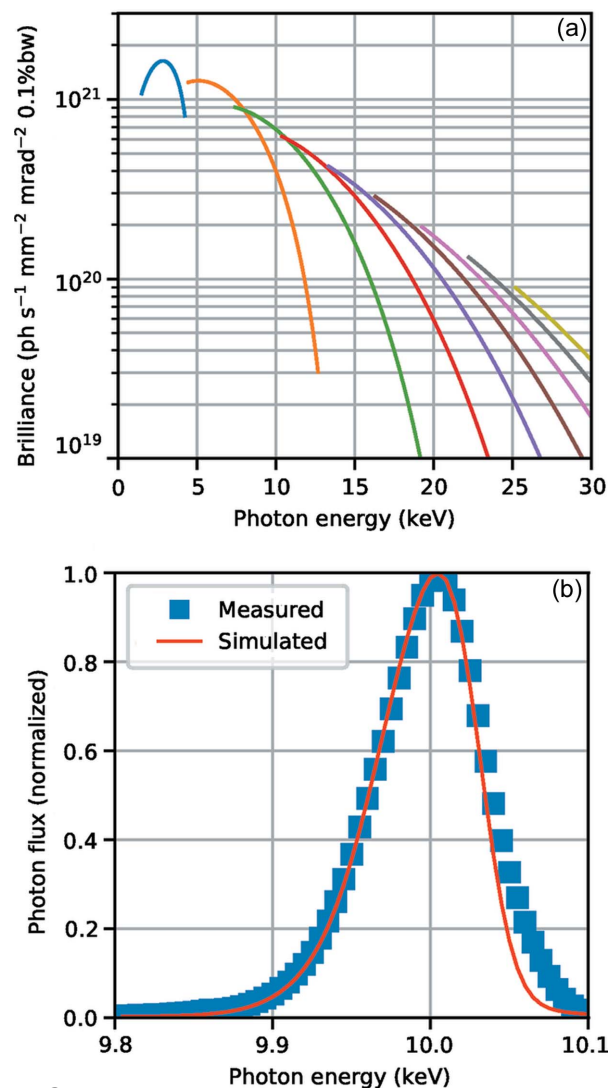 (a)
Brilliance (ph s⁻¹ mm⁻² mrad⁻² 0.1%bw)
10²¹
10²⁰
10¹⁹
0 5 10 15 20 25 30
Photon energy (keV)
(b)
Measured
Simulated
Photon flux (normalized)
1.0
0.8
0.6
0.4
0.2
0.0
9.8 9.9 10.0 10.1
Photon energy (keV)